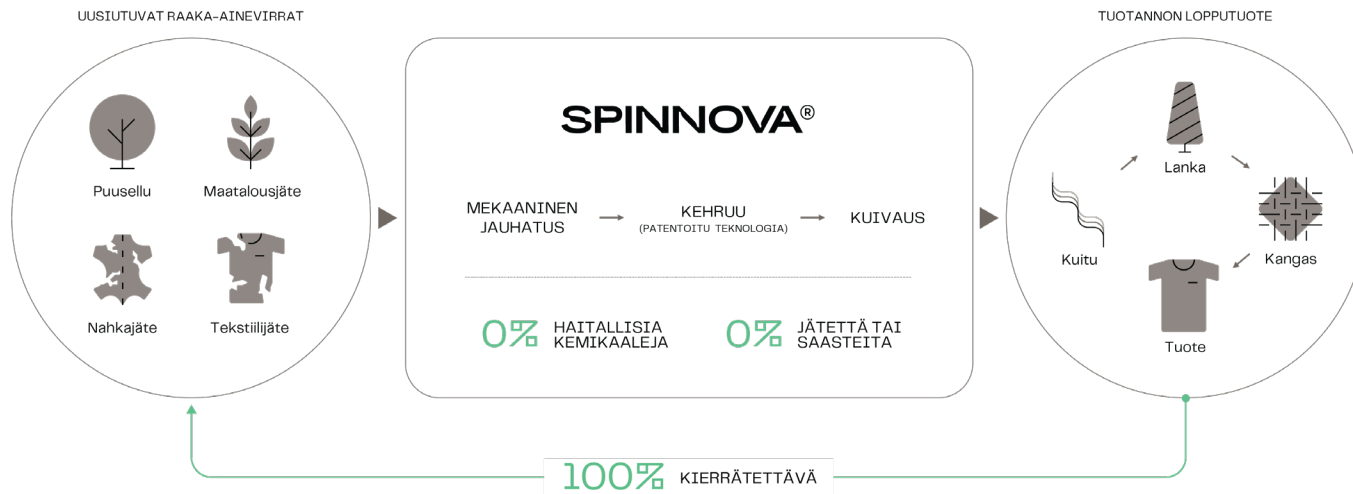 UUSIUTUVAT RAAKA-AINEVIRRAT
Puusellu
Maatalousjäte
Nahkajäte
Tekstiilijäte
SPINNOVA®
MEKAANINEN
JAUHATUS
KEHRUU
(PATENTOITU TEKNOLOGIA)
KUIVAUS
0% HAITALLISIA
KEMIKAALEJA
0% JÄTETTÄ TAI
SAASTEITA
TUOTANNON LOPPUTUOTE
Lanka
Kuitu
Kangas
Tuote
100% KIERRÄTETTÄVÄ